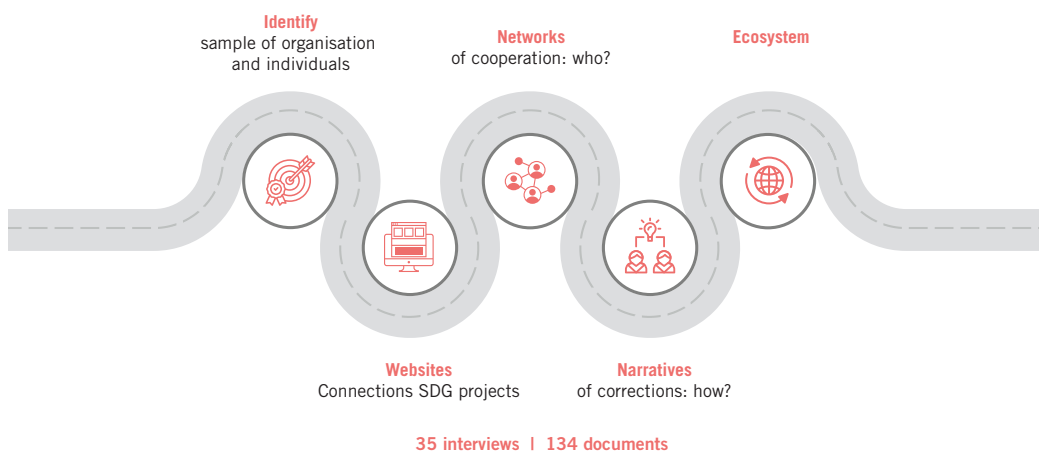 Identify
sample of organisation
and individuals
Websites
Connections SDG projects
Networks
of cooperation: who?
Narratives
of corrections: how?
Ecosystem
35 interviews | 134 documents